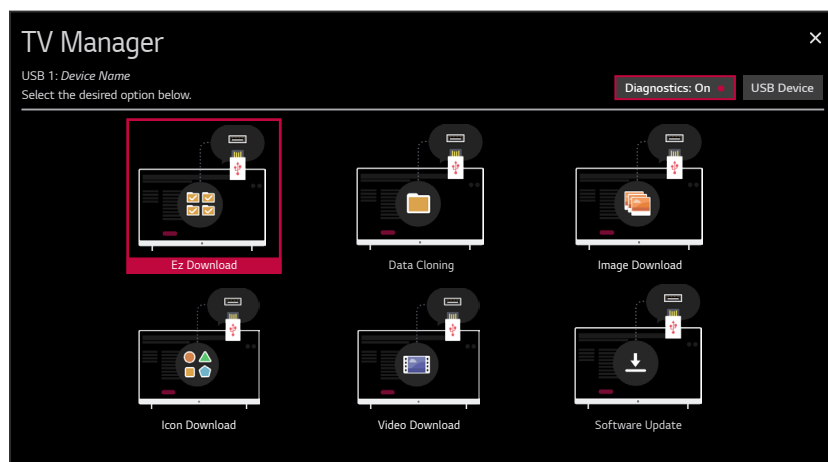 TV Manager
USB 1: Device Name
Select the desired option below.
Diagnostics: On
USB Device
Ez Download
Data Cloning
Image Download
Icon Download
Video Download
Software Update